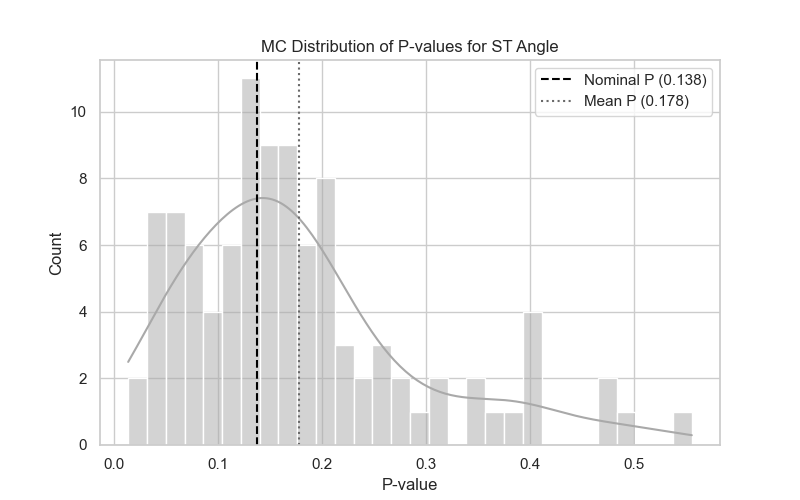 MC Distribution of P-values for ST Angle
Nominal P (0.138)
Mean P (0.178)
10
8
6
4
2
0
Count
0.0 0.1 0.2 0.3 0.4 0.5
P-value